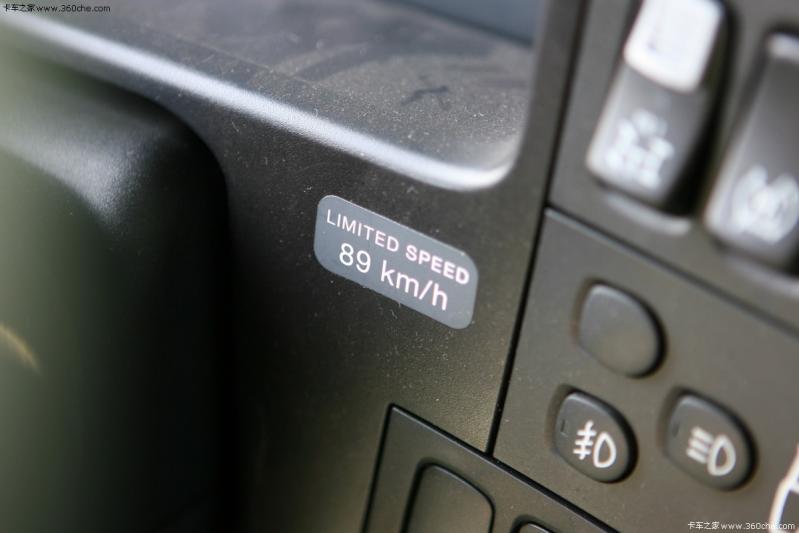 卡车之家 www.360che.com
LIMITED SPEED
89 km/h
卡车之家 www.360che.com